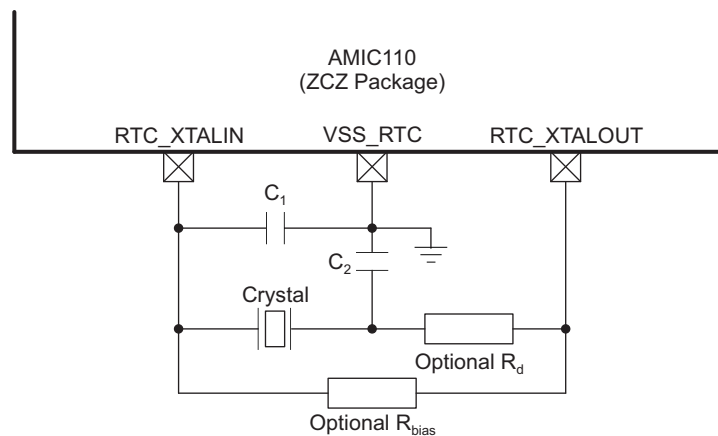 AMIC110
(ZCZ Package)
RTC_XTALIN
VSS_RTC
RTC_XTALOUT
C1
C2
Crystal
Optional Rd
Optional Rbias